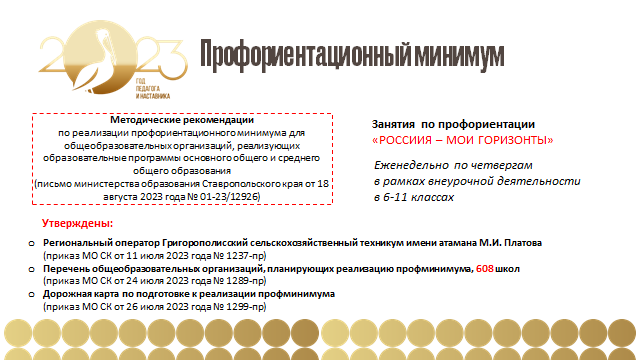 2023
ГОД
ПЕДАГОГА
И НАСТАВНИКА
Профориентационный минимум
Методические рекомендации
по реализации профориентационного минимума для
общеобразовательных организаций, реализующих
образовательные программы основного общего и среднего
общего образования
(письмо министерства образования Ставропольского края от 18
августа 2023 года № 01-23/12926)
Занятия по профориентации
«РОССИИЯ – МОИ ГОРИЗОНТЫ»
Еженедельно по четвергам
в рамках внеурочной деятельности
в 6-11 классах
Утверждены:
o Региональный оператор Григорополисский сельскохозяйственный техникум имени атамана М.И. Платова
(приказ МО СК от 11 июля 2023 года № 1237-пр)
o Перечень общеобразовательных организаций, планирующих реализацию профминимума, 608 школ
(приказ МО СК от 24 июля 2023 года № 1289-пр)
o Дорожная карта по подготовке к реализации профминимума
(приказ МО СК от 26 июля 2023 года № 1299-пр)